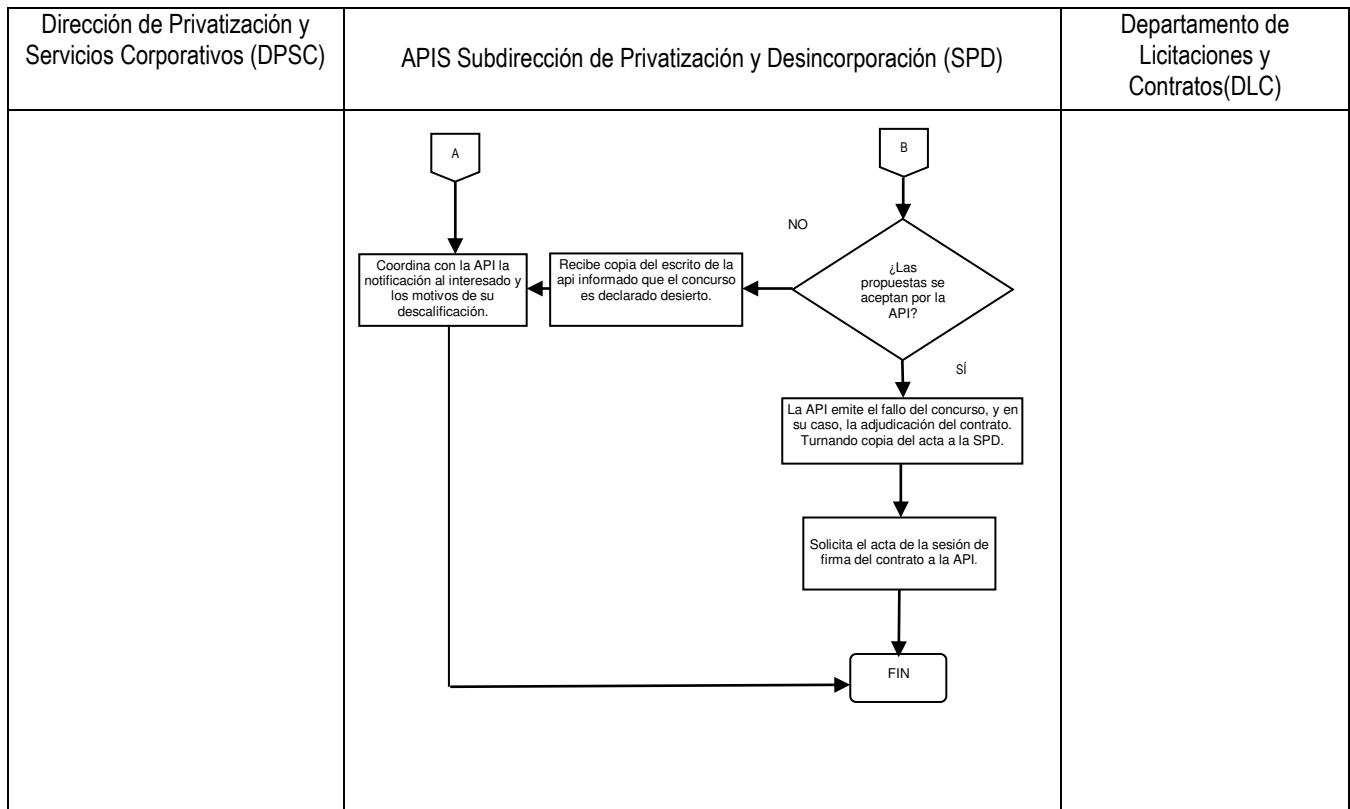 Dirección de Privatización y
Servicios Corporativos (DPSC)
APIS Subdirección de Privatización y Desincorporación (SPD)
Departamento de
Licitaciones y
Contratos(DLC)
A
B
NO
Coordina con la API la
notificación al interesado y
los motivos de su
descalificación.
Recibe copia del escrito de la
api informado que el concurso
es declarado desierto.
¿Las
propuestas se
aceptan por la
API?
SÍ
La API emite el fallo del concurso, y en
su caso, la adjudicación del contrato.
Turnando copia del acta a la SPD.
Solicita el acta de la sesión de
firma del contrato a la API.
FIN